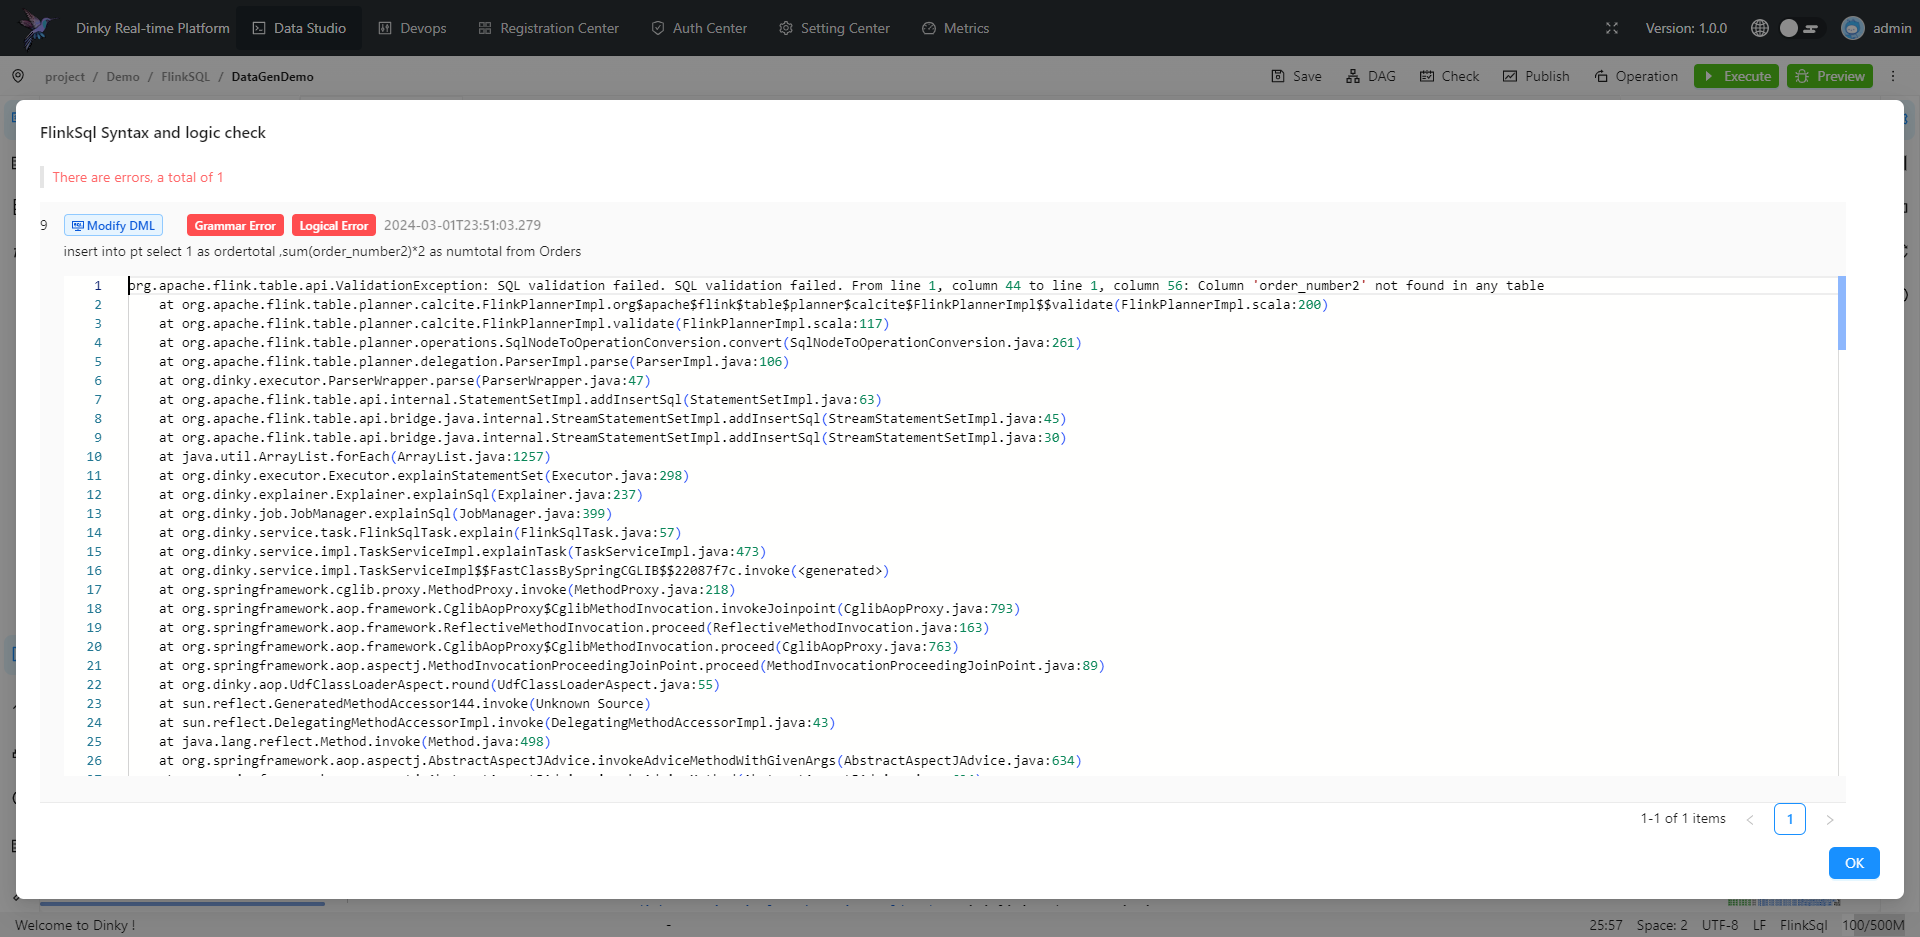 Dinky Real-time Platform Data Studio Devops Registration Center Auth Center Setting Center Metrics Version: 1.0.0 admin
project / Demo / FlinkSQL / DataGenDemo Save DAG Check Publish Operation Execute Preview
FlinkSql Syntax and logic check
There are errors, a total of 1
9 Modify DML Grammar Error Logical Error 2024-03-01T23:51:03.279
insert into pt select 1 as ordertotal ,sum(order_number2)*2 as numtotal from Orders
1 org.apache.flink.table.api.ValidationException: SQL validation failed. SQL validation failed. From line 1, column 44 to line 1, column 56: Column 'order_number2' not found in any table
2 at org.apache.flink.table.planner.calcite.FlinkPlannerImpl.org$apache$flink$table$planner$calcite$FlinkPlannerImpl$$validate(FlinkPlannerImpl.scala:200)
3 at org.apache.flink.table.planner.calcite.FlinkPlannerImpl.validate(FlinkPlannerImpl.scala:117)
4 at org.apache.flink.table.planner.operations.SqlNodeToOperationConversion.convert(SqlNodeToOperationConversion.java:261)
5 at org.apache.flink.table.planner.delegation.ParserImpl.parse(ParserImpl.java:106)
6 at org.dinky.executor.ParserWrapper.parse(ParserWrapper.java:47)
7 at org.apache.flink.table.api.internal.StatementSetImpl.addInsertSql(StatementSetImpl.java:63)
8 at org.apache.flink.table.api.bridge.java.internal.StreamStatementSetImpl.addInsertSql(StreamStatementSetImpl.java:45)
9 at org.apache.flink.table.api.bridge.java.internal.StreamStatementSetImpl.addInsertSql(StreamStatementSetImpl.java:30)
10 at java.util.ArrayList.forEach(ArrayList.java:1257)
11 at org.dinky.executor.Executor.explainStatementSet(Executor.java:298)
12 at org.dinky.explainer.Explainer.explainSql(Explainer.java:237)
13 at org.dinky.job.JobManager.explainSql(JobManager.java:399)
14 at org.dinky.service.task.FlinkSqlTask.explain(FlinkSqlTask.java:57)
15 at org.dinky.service.impl.TaskServiceImpl.explainTask(TaskServiceImpl.java:473)
16 at org.dinky.service.impl.TaskServiceImpl$$FastClassBySpringCGLIB$$22087f7c.invoke(<generated>)
17 at org.springframework.cglib.proxy.MethodProxy.invoke(MethodProxy.java:218)
18 at org.springframework.aop.framework.CglibAopProxy$CglibMethodInvocation.invokeJoinpoint(CglibAopProxy.java:793)
19 at org.springframework.aop.framework.ReflectiveMethodInvocation.proceed(ReflectiveMethodInvocation.java:163)
20 at org.springframework.aop.framework.CglibAopProxy$CglibMethodInvocation.proceed(CglibAopProxy.java:763)
21 at org.springframework.aop.aspectj.MethodInvocationProceedingJoinPoint.proceed(MethodInvocationProceedingJoinPoint.java:89)
22 at org.dinky.aop.UdfClassLoaderAspect.round(UdfClassLoaderAspect.java:55)
23 at sun.reflect.GeneratedMethodAccessor144.invoke(Unknown Source)
24 at sun.reflect.DelegatingMethodAccessorImpl.invoke(DelegatingMethodAccessorImpl.java:43)
25 at java.lang.reflect.Method.invoke(Method.java:498)
26 at org.springframework.aop.aspectj.AbstractAspectJAdvice.invokeAdviceMethodWithGivenArgs(AbstractAspectJAdvice.java:634)
1-1 of 1 items < 1 >
OK
Welcome to Dinky ! - 25:57 Space: 2 UTF-8 LF FlinkSql 100/500M